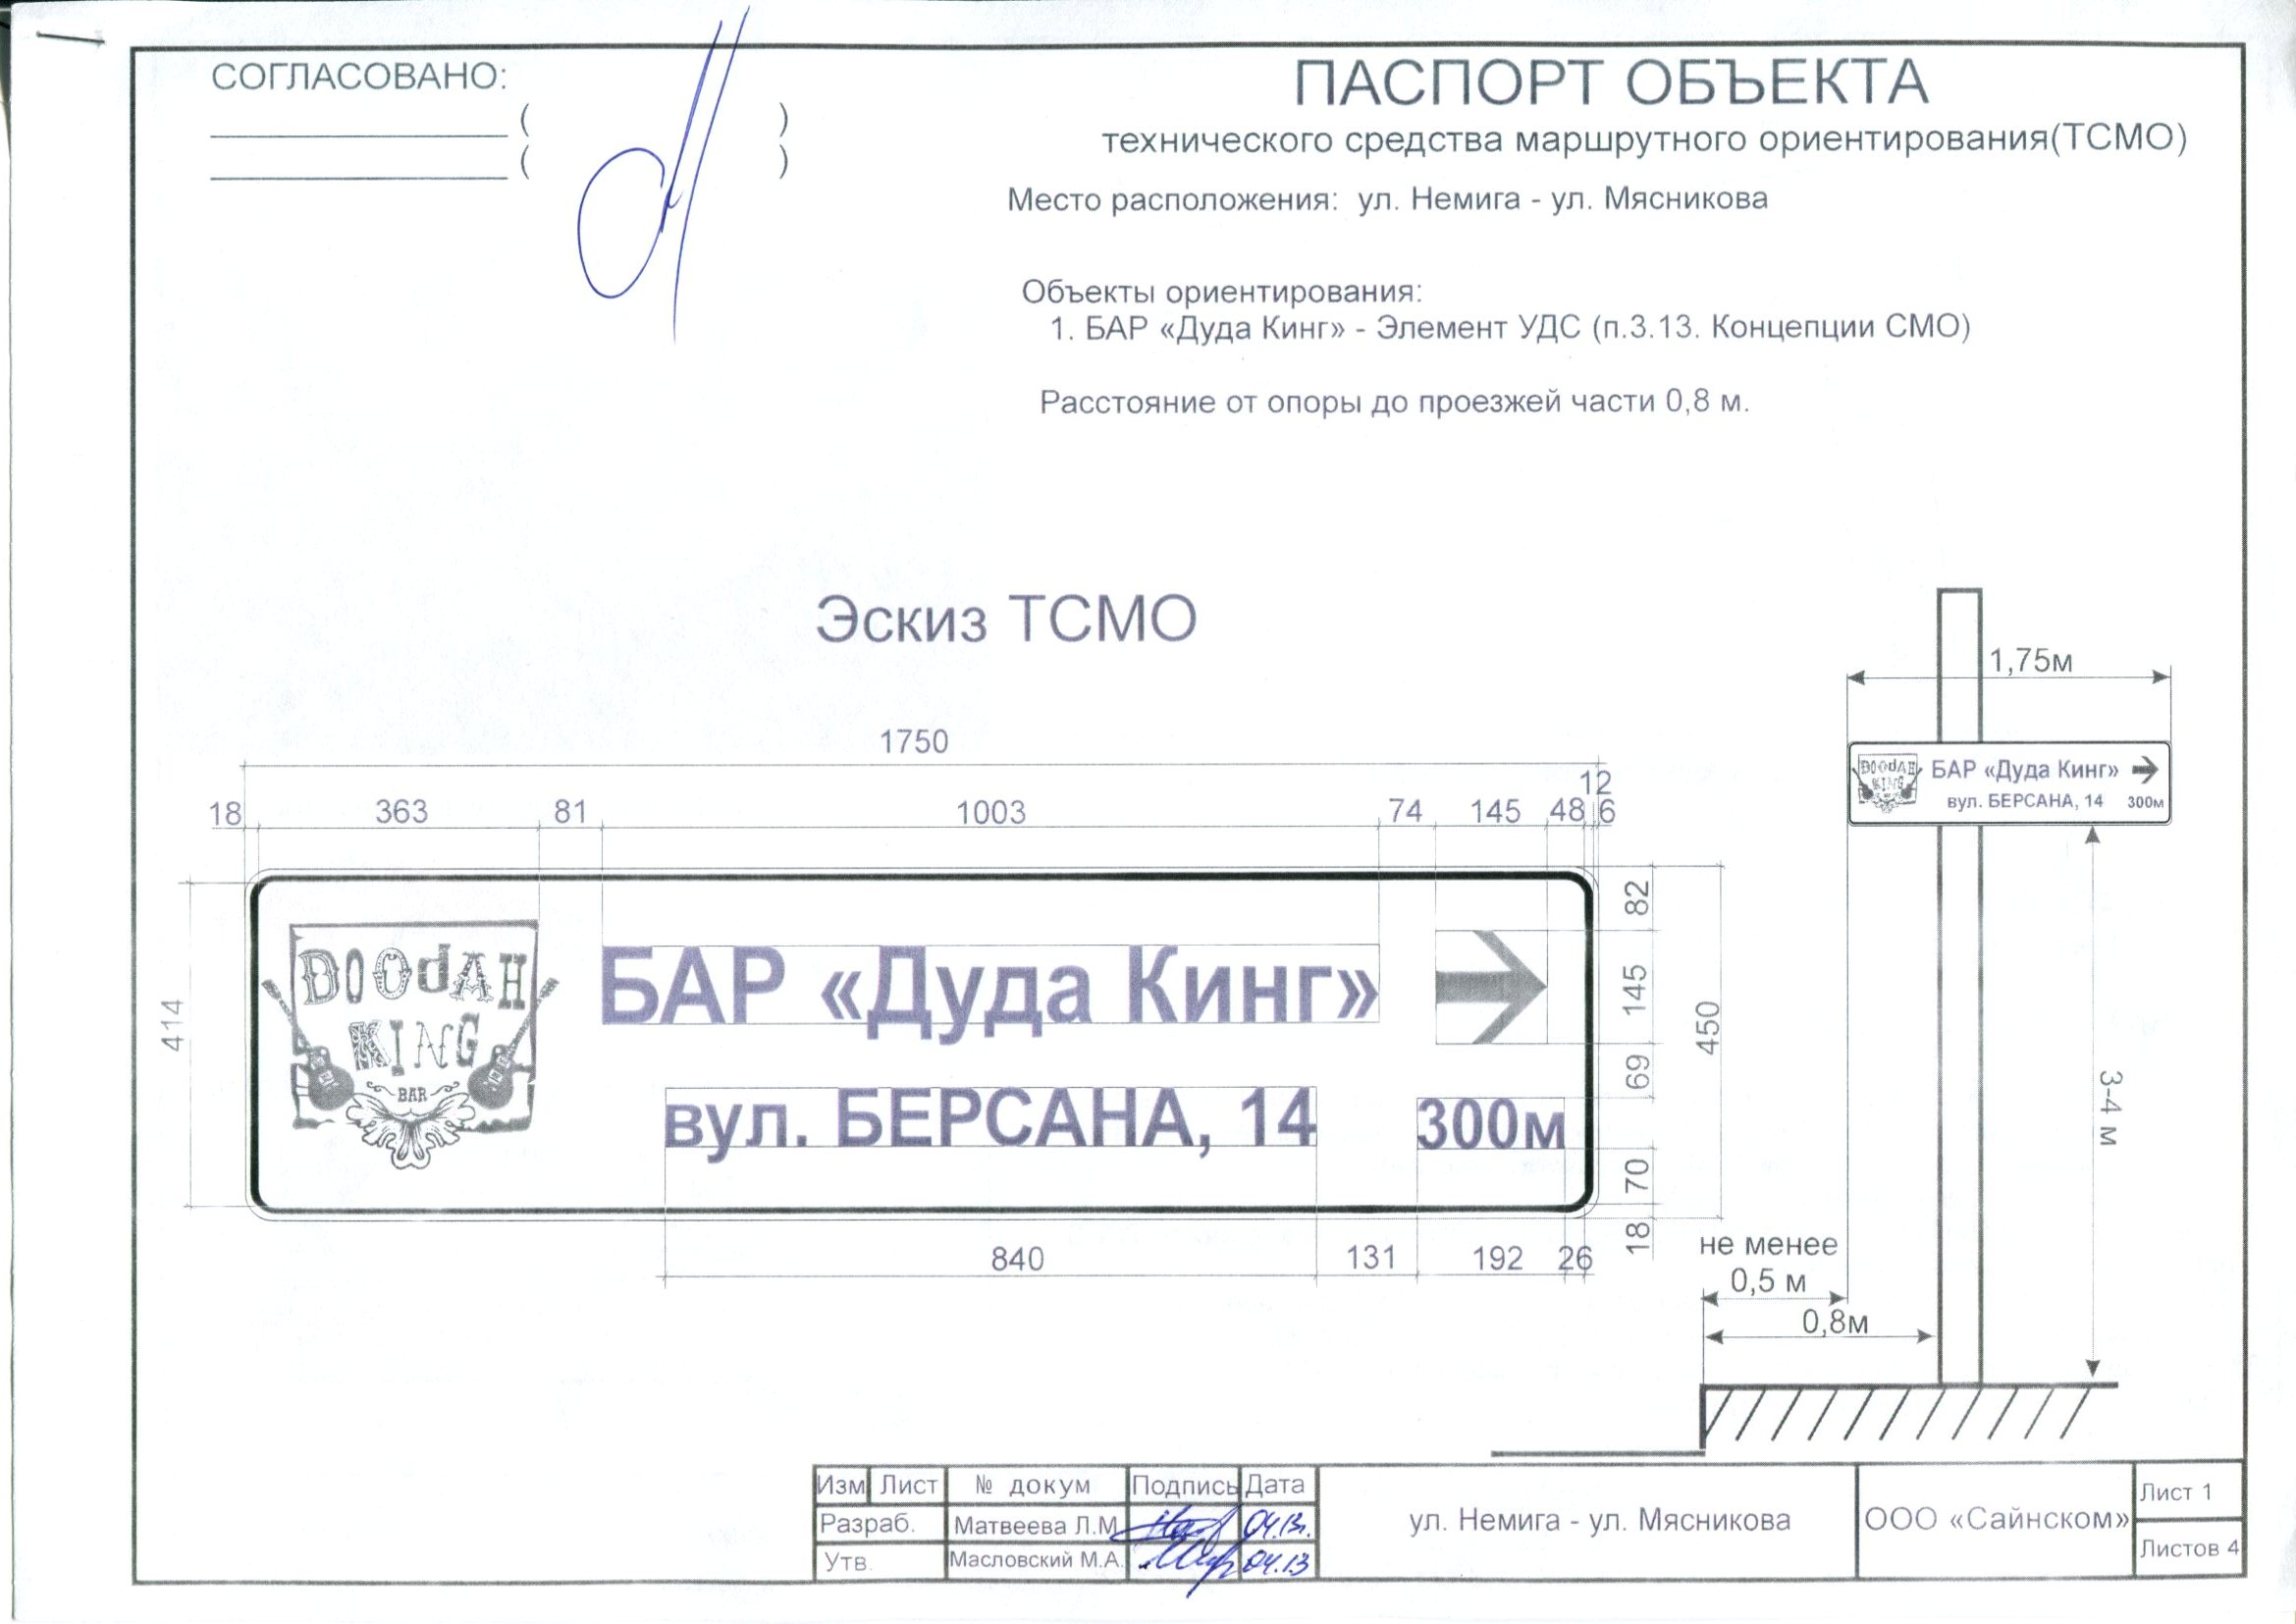 СОГЛАСОВАНО:
( )
( )
ПАСПОРТ ОБЪЕКТА
технического средства маршрутного ориентирования(ТСМО)
Место расположения: ул. Немига - ул. Мясникова
Объекты ориентирования:
1. БАР «Дуда Кинг» - Элемент УДС (п.3.13. Концепции СМО)
Расстояние от опоры до проезжей части 0,8 м.
Эскиз ТСМО
1750
18 363 81 1003 74 145 48 12 6
414
DOOdAH
KING
BAR
БАР «Дуда Кинг»
вул. БЕРСАНА, 14 300м
82
145
69
70
18
450
840 131 192 26
1,75м
DOOdAH
KING
БАР «Дуда Кинг»
вул. БЕРСАНА, 14 300м
3-4 м
не менее
0,5 м
0,8м
Изм Лист № докум Подпись Дата
Разраб. Матвеева Л.М. 04.13г.
Утв. Масловский М.А. 04.13
ул. Немига - ул. Мясникова
ООО «Сайнском»
Лист 1
Листов 4